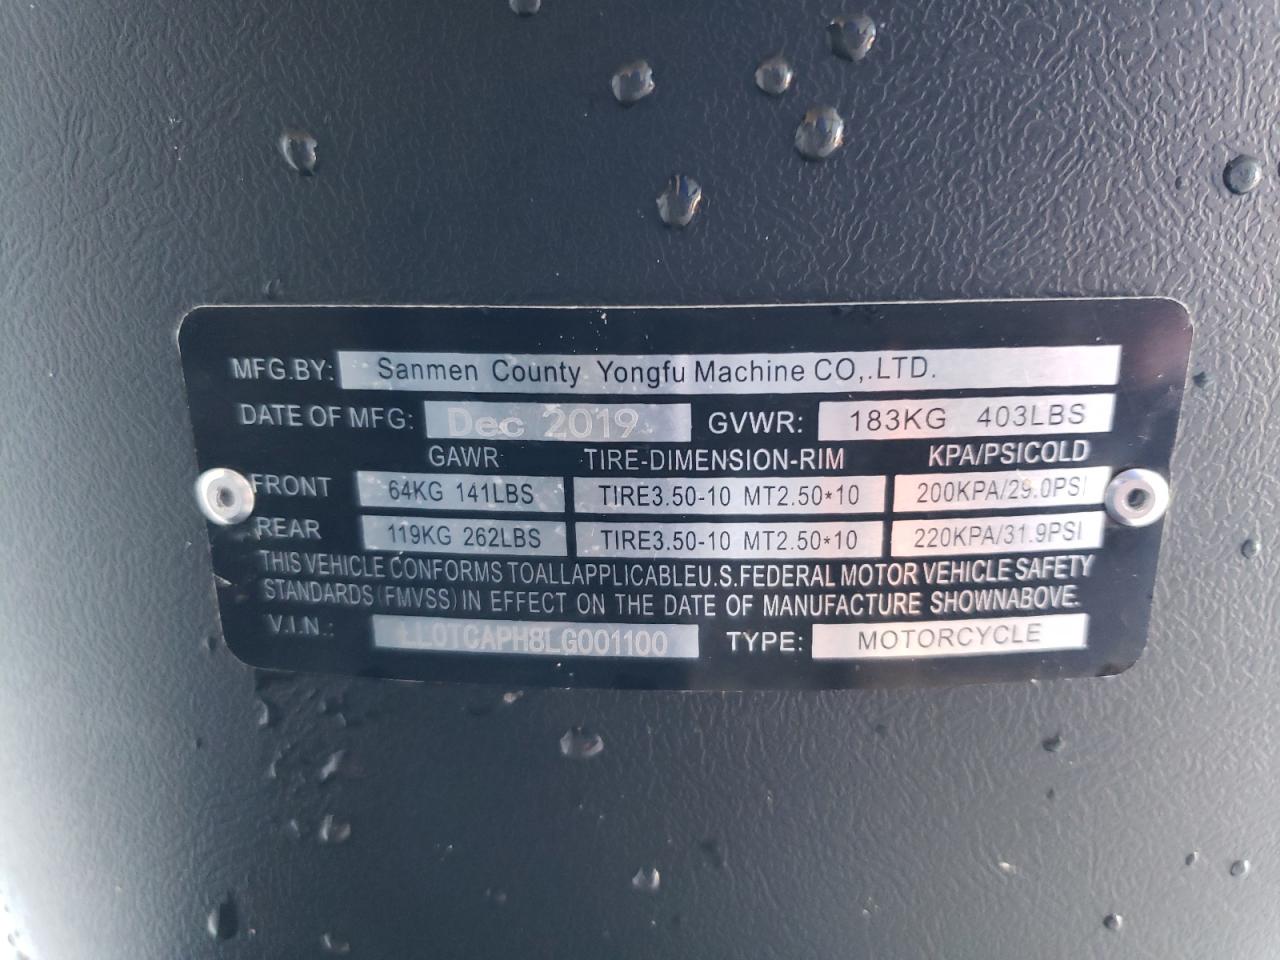 MFG.BY: Sanmen County Yongfu Machine CO,.LTD.
DATE OF MFG: Dec 2019 GVWR: 183KG 403LBS
GAWR TIRE-DIMENSION-RIM KPA/PSICOLD
FRONT 64KG 141LBS TIRE3.50-10 MT2.50*10 200KPA/29.0PSI
REAR 119KG 262LBS TIRE3.50-10 MT2.50*10 220KPA/31.9PSI
THIS VEHICLE CONFORMS TOALLAPPLICABLEU.S.FEDERAL MOTOR VEHICLE SAFETY
STANDARDS (FMVSS) IN EFFECT ON THE DATE OF MANUFACTURE SHOWNABOVE.
V.I.N.: LL0TCAPH8LG001100 TYPE: MOTORCYCLE